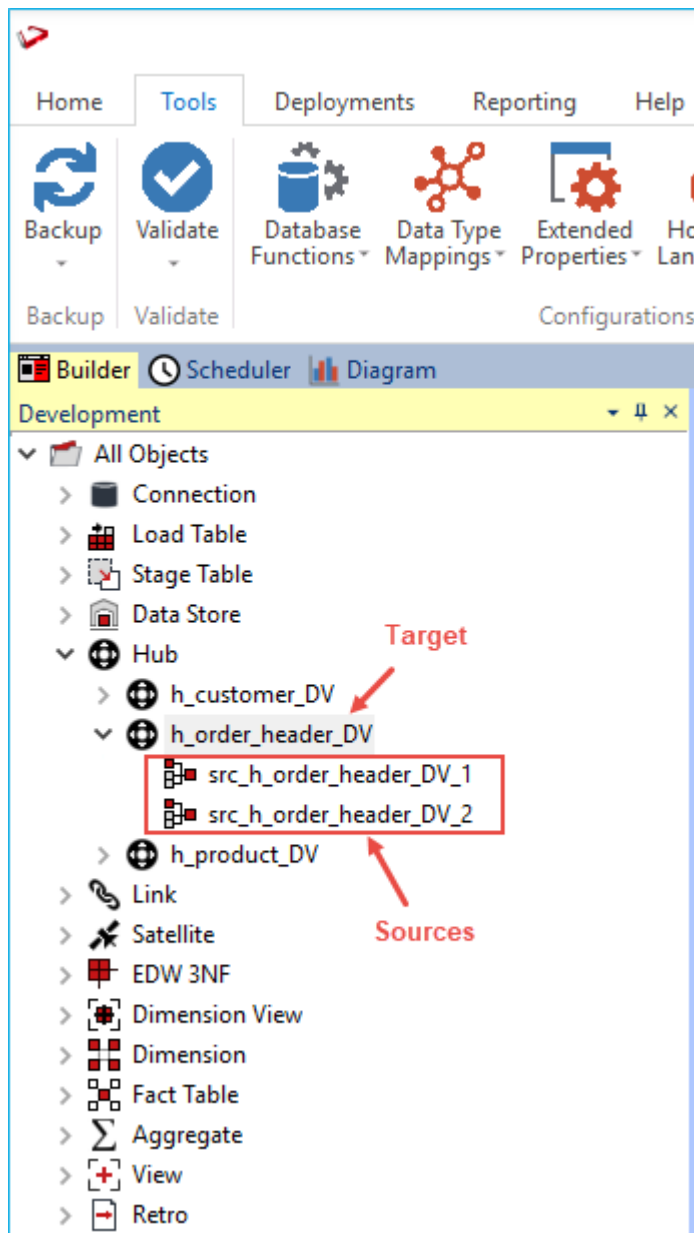 Home Tools Deployments Reporting Help
Backup Validate Database Functions Data Type Mappings Extended Properties
Backup Validate Configurations
Builder Scheduler Diagram
Development
All Objects
Connection
Load Table
Stage Table
Data Store
Target
Hub
h_customer_DV
h_order_header_DV
src_h_order_header_DV_1
src_h_order_header_DV_2
h_product_DV
Link
Sources
Satellite
EDW 3NF
Dimension View
Dimension
Fact Table
Aggregate
View
Retro